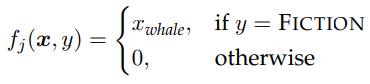 f_j(x, y) = { x_whale, if y = FICTION
0, otherwise